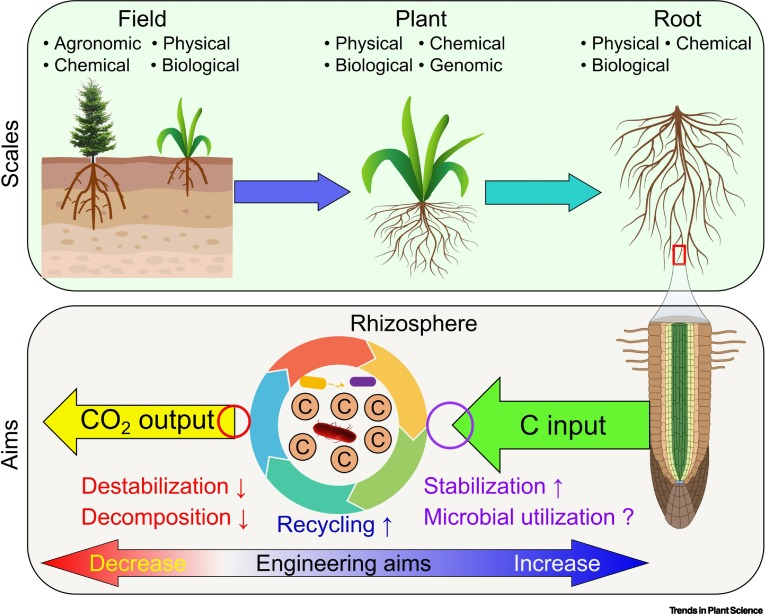 Scales
Field
• Agronomic • Physical
• Chemical • Biological
Plant
• Physical • Chemical
• Biological • Genomic
Root
• Physical • Chemical
• Biological
Aims
Rhizosphere
CO₂ output
C C C
C C C
C input
Destabilization ↓
Decomposition ↓
Recycling ↑
Stabilization ↑
Microbial utilization ?
Decrease Engineering aims Increase
Trends in Plant Science